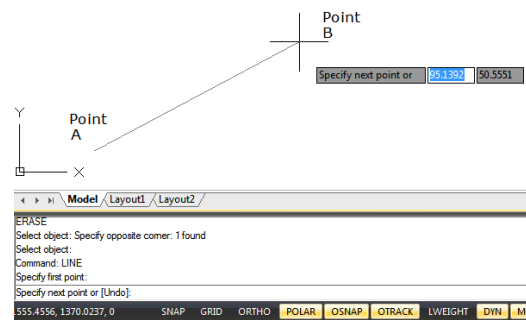 Point
B
Specify next point or 95.1392 50.5551
Y
Point
A
X
Model Layout1 Layout2
ERASE
Select object: Specify opposite corner: 1 found
Select object:
Command: LINE
Specify first point:
Specify next point or [Undo]:
.555.4556, 1370.0237, 0 SNAP GRID ORTHO POLAR OSNAP OTRACK LWEIGHT DYN M